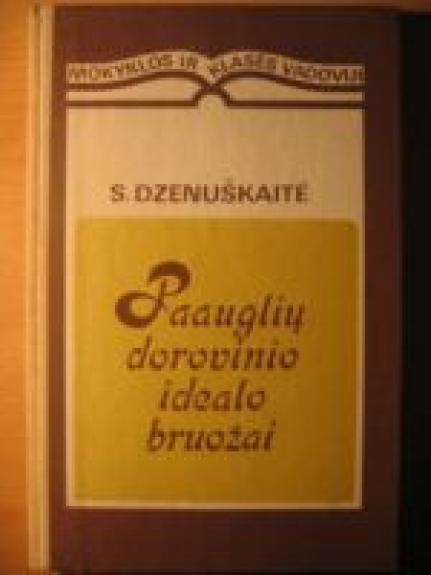 MOKYKLOS IR KLASĖS VADOVUI
S. DZENUŠKAITĖ
Paauglių
dorovinio
idealo
bruožai